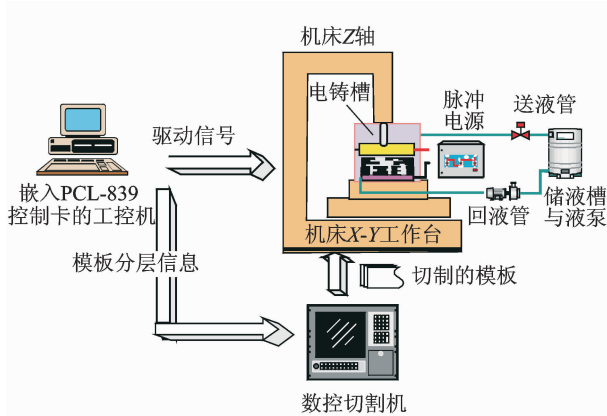 机床Z轴
电铸槽
脉冲
电源
送液管
驱动信号
嵌入PCL-839
控制卡的工控机
回液管
储液槽
与液泵
机床X-Y工作台
模板分层信息
切制的模板
数控切割机